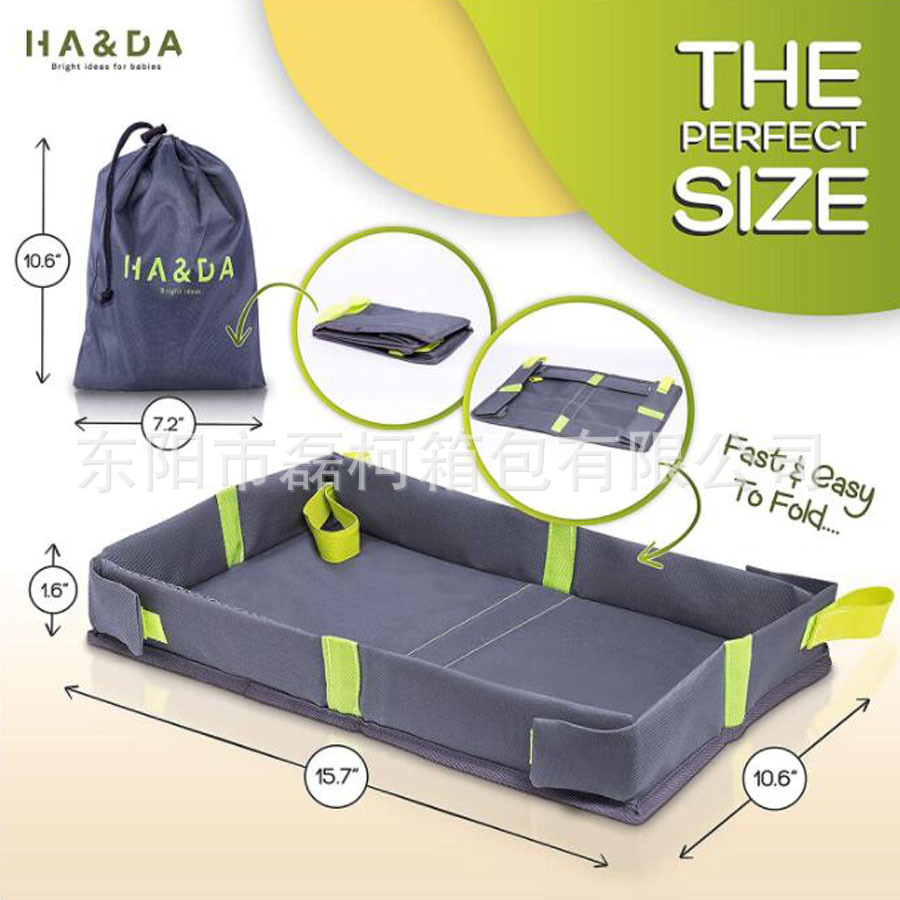 HA&DA
Bright ideas for babies
THE
PERFECT
SIZE
10.6"
HA&DA
Bright ideas
7.2"
东阳市磊柯箱包有限公司
Fast & Easy
To Fold....
1.6"
15.7"
10.6"